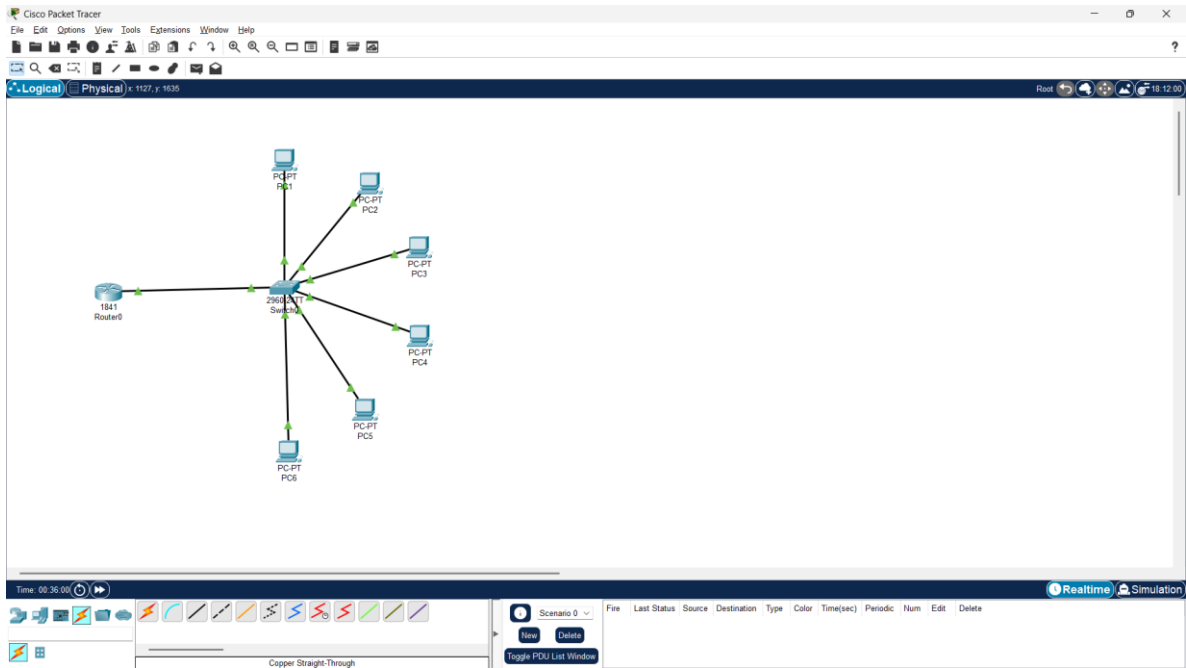 Cisco Packet Tracer
File Edit Options View Tools Extensions Window Help
?
Logical Physical x: 1127, y: 1635 Root 18:12:00
PC-PT
PC1
PC-PT
PC2
PC-PT
PC3
1841
Router0
2960-24TT
Switch0
PC-PT
PC4
PC-PT
PC5
PC-PT
PC6
Time: 00:36:00 Realtime Simulation
Scenario 0 Fire Last Status Source Destination Type Color Time(sec) Periodic Num Edit Delete
New Delete
Toggle PDU List Window
Copper Straight-Through